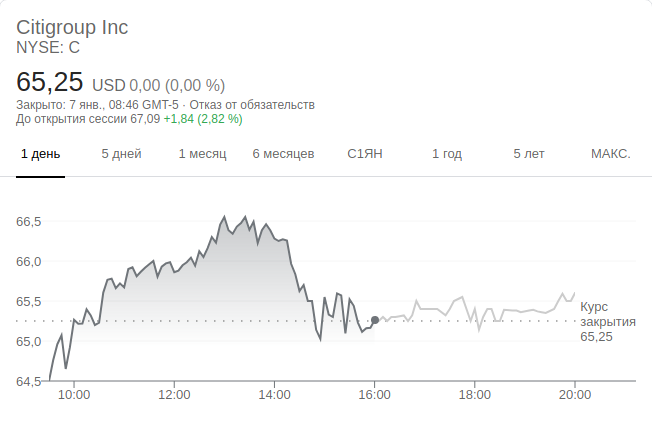 Citigroup Inc
NYSE: C
65,25 USD 0,00 (0,00 %)
Закрыто: 7 янв., 08:46 GMT-5 · Отказ от обязательств
До открытия сессии 67,09 +1,84 (2,82 %)
1 день 5 дней 1 месяц 6 месяцев С1ЯН 1 год 5 лет МАКС.
66,5
66,0
65,5
65,0
64,5
Курс
закрытия
65,25
10:00 12:00 14:00 16:00 18:00 20:00